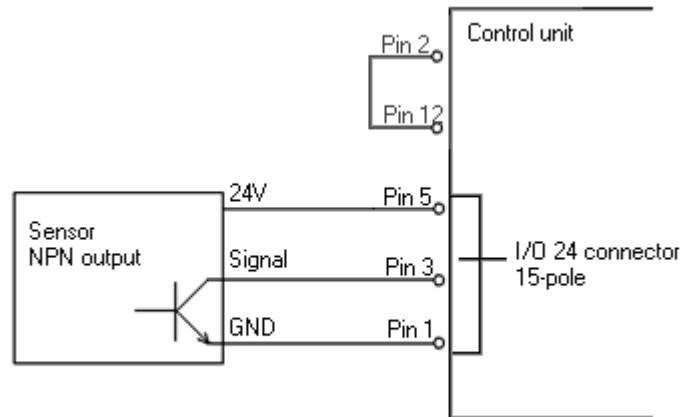 Control unit
Pin 2
Pin 12
24V
Pin 5
Sensor
NPN output
Signal
Pin 3
I/O 24 connector
15-pole
GND
Pin 1